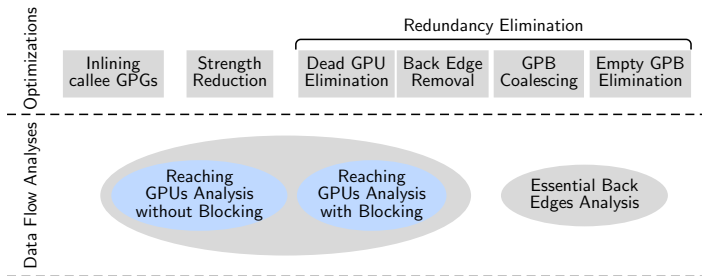 Redundancy Elimination
Optimizations
Inlining
callee GPGs
Strength
Reduction
Dead GPU
Elimination
Back Edge
Removal
GPB
Coalescing
Empty GPB
Elimination
Data Flow Analyses
Reaching
GPUs Analysis
without Blocking
Reaching
GPUs Analysis
with Blocking
Essential Back
Edges Analysis